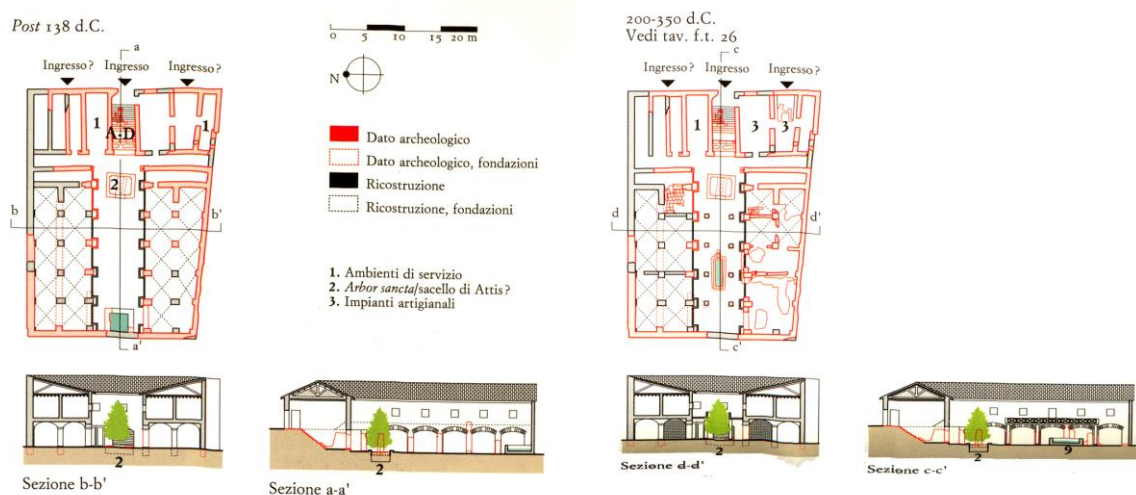 Post 138 d.C.
a
Ingresso?
Ingresso
Ingresso?
1
A-D
1
2
b
b'
a'
0 5 10 15 20 m
N
Dato archeologico
Dato archeologico, fondazioni
Ricostruzione
Ricostruzione, fondazioni
1. Ambienti di servizio
2. Arbor sancta/sacello di Attis?
3. Impianti artigianali
200-350 d.C.
Vedi tav. f.t. 26
c
Ingresso?
Ingresso
Ingresso?
1
3
3
d
d'
c'
2
Sezione b-b'
2
Sezione a-a'
2
Sezione d-d'
2
9
Sezione c-c'